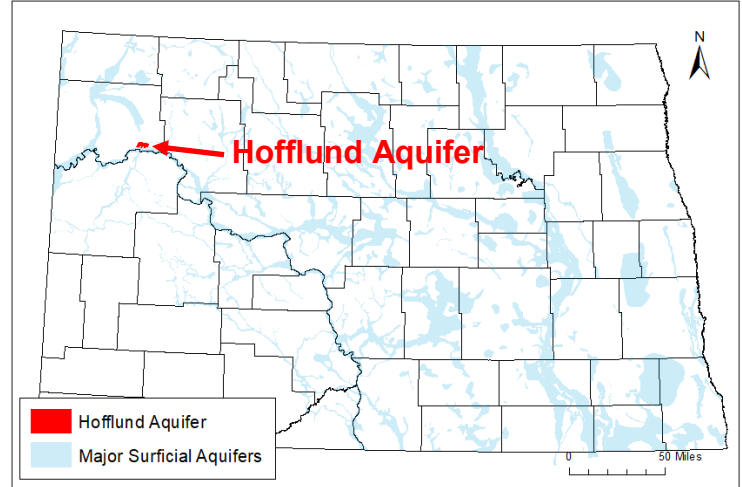 N
Hofflund Aquifer
Hofflund Aquifer
Major Surficial Aquifers
0 50 Miles